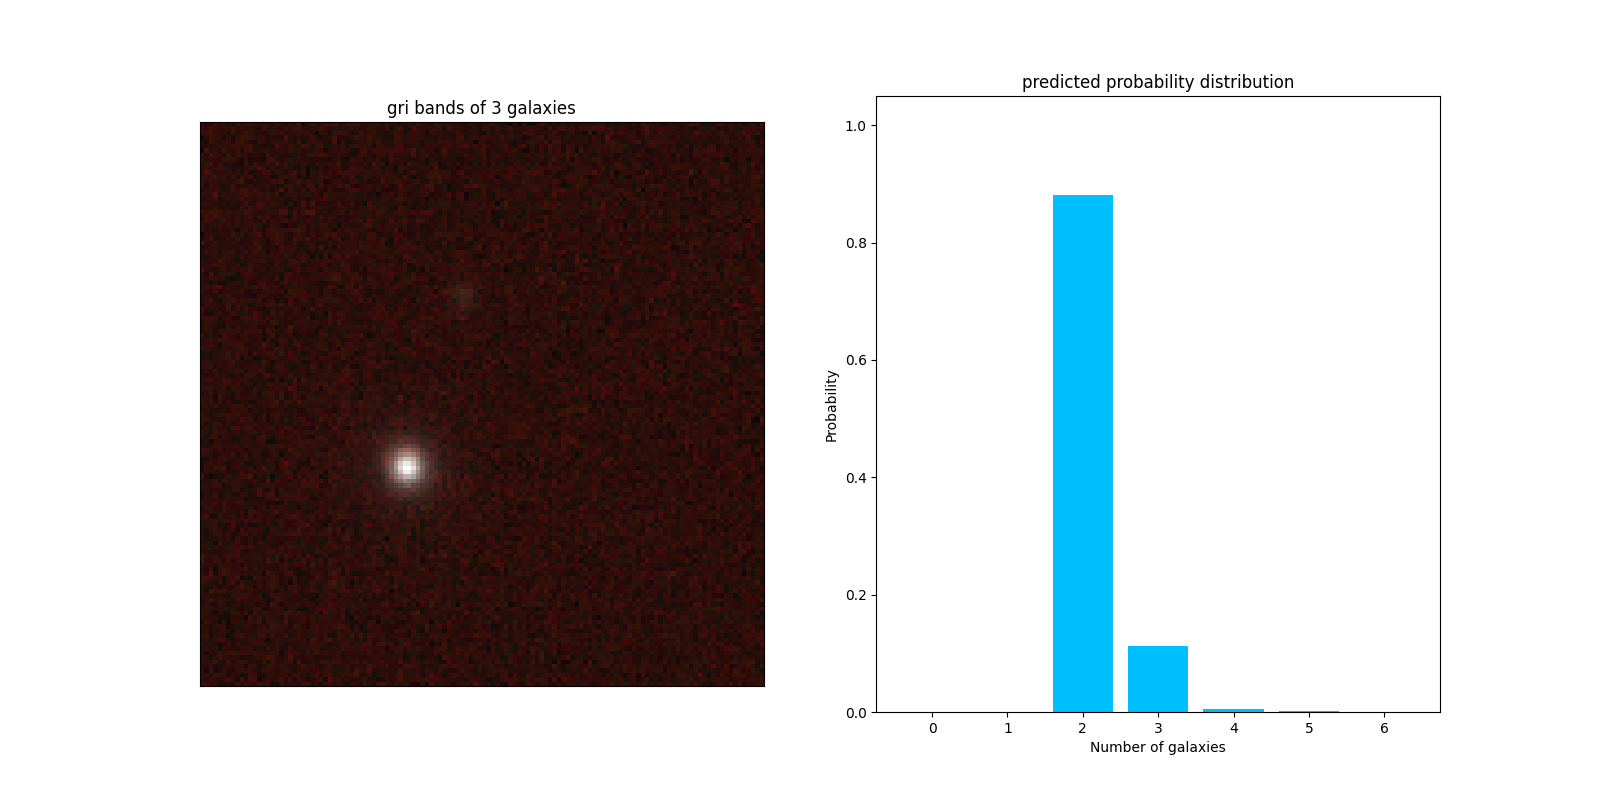 gri bands of 3 galaxies
predicted probability distribution
1.0
0.8
0.6
0.4
0.2
0.0
Probability
0 1 2 3 4 5 6
Number of galaxies